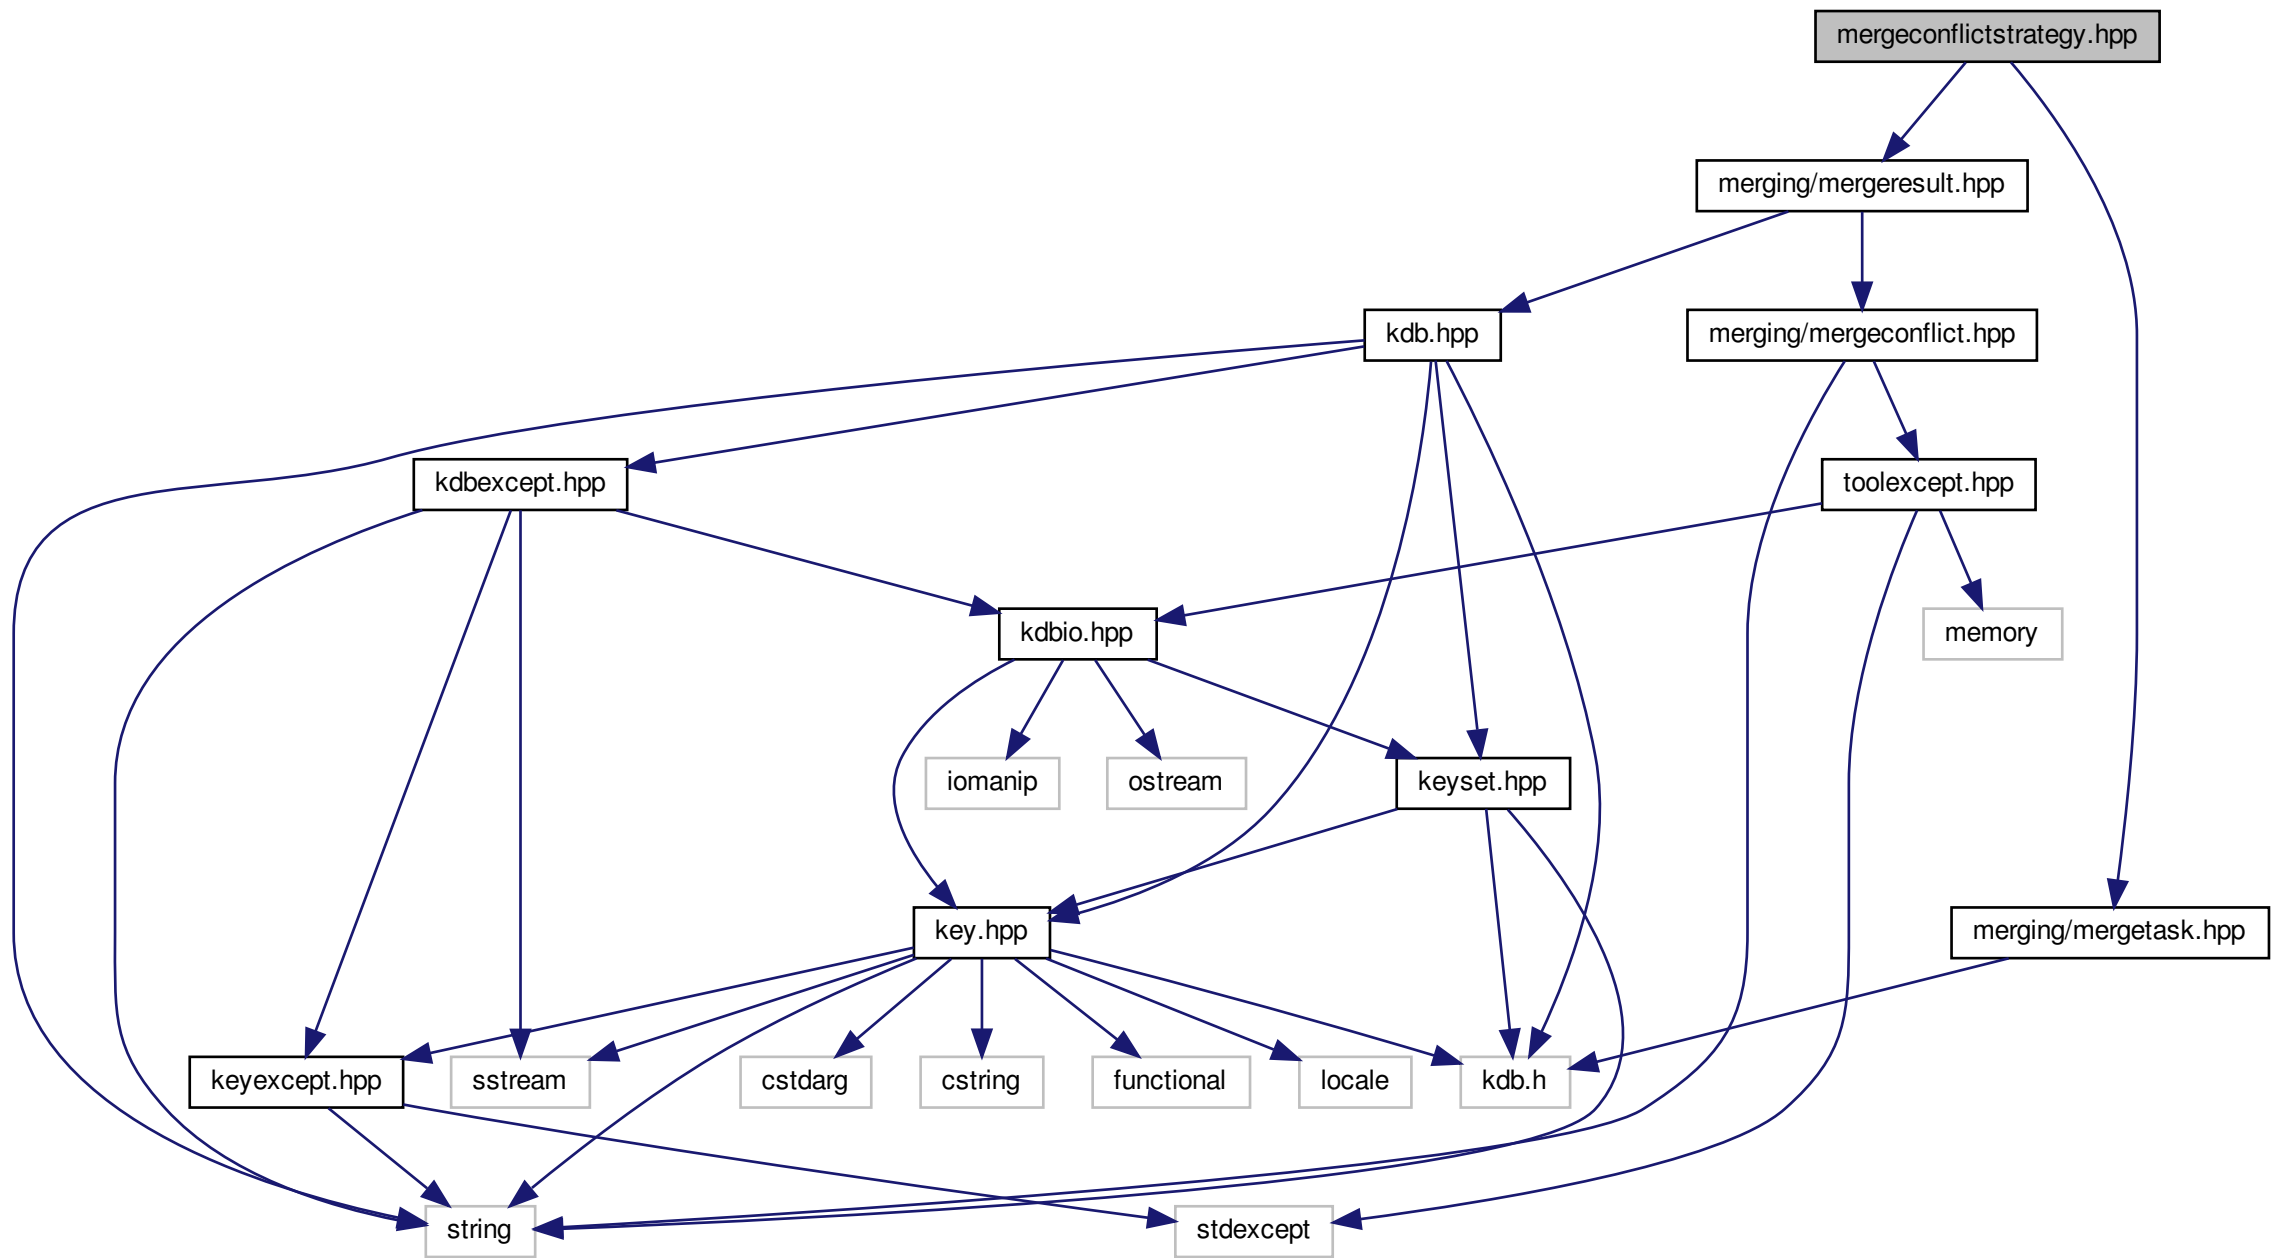 mergeconflictstrategy.hpp
merging/mergeresult.hpp
kdb.hpp
merging/mergeconflict.hpp
kdbexcept.hpp
toolexcept.hpp
kdbio.hpp
memory
iomanip
ostream
keyset.hpp
key.hpp
merging/mergetask.hpp
keyexcept.hpp
sstream
cstdarg
cstring
functional
locale
kdb.h
string
stdexcept